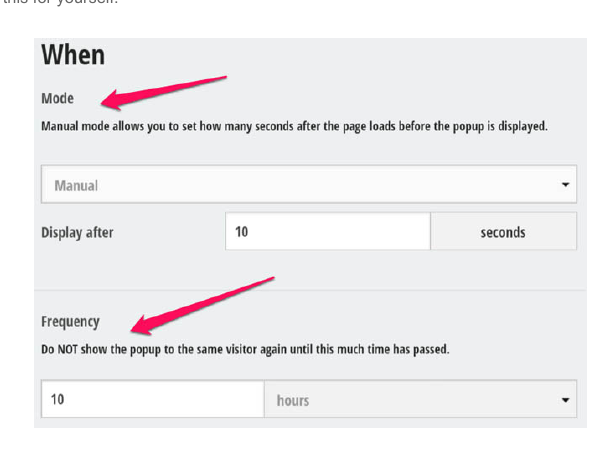 this for yourself.
When
Mode
Manual mode allows you to set how many seconds after the page loads before the popup is displayed.
Manual
Display after 10 seconds
Frequency
Do NOT show the popup to the same visitor again until this much time has passed.
10 hours